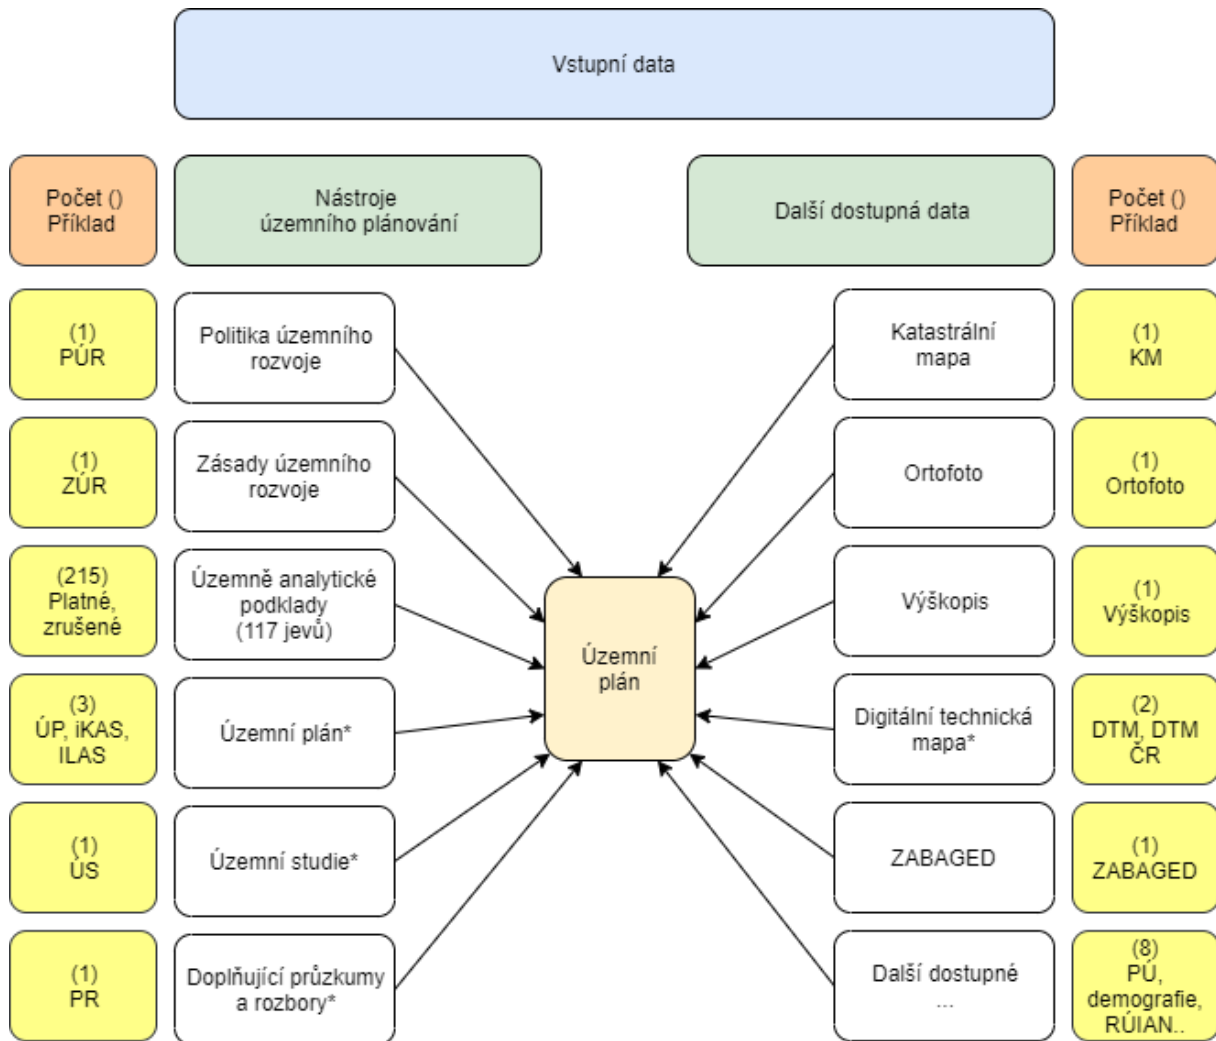 Vstupní data
Počet ()
Příklad
Nástroje
územního plánování
Další dostupná data
Počet ()
Příklad
(1)
PÚR
Politika územního
rozvoje
Katastrální
mapa
(1)
KM
(1)
ZÚR
Zásady územního
rozvoje
Ortofoto
(1)
Ortofoto
(215)
Platné,
zrušené
Územně analytické
podklady
(117 jevů)
Územní
plán
Výškopis
(1)
Výškopis
(3)
ÚP, iKAS,
ILAS
Územní plán*
Digitální technická
mapa*
(2)
DTM, DTM
ČR
(1)
ÚS
Územní studie*
ZABAGED
(1)
ZABAGED
(1)
PR
Doplňující průzkumy
a rozbory*
Další dostupné
...
(8)
PÚ,
demografie,
RÚIAN..